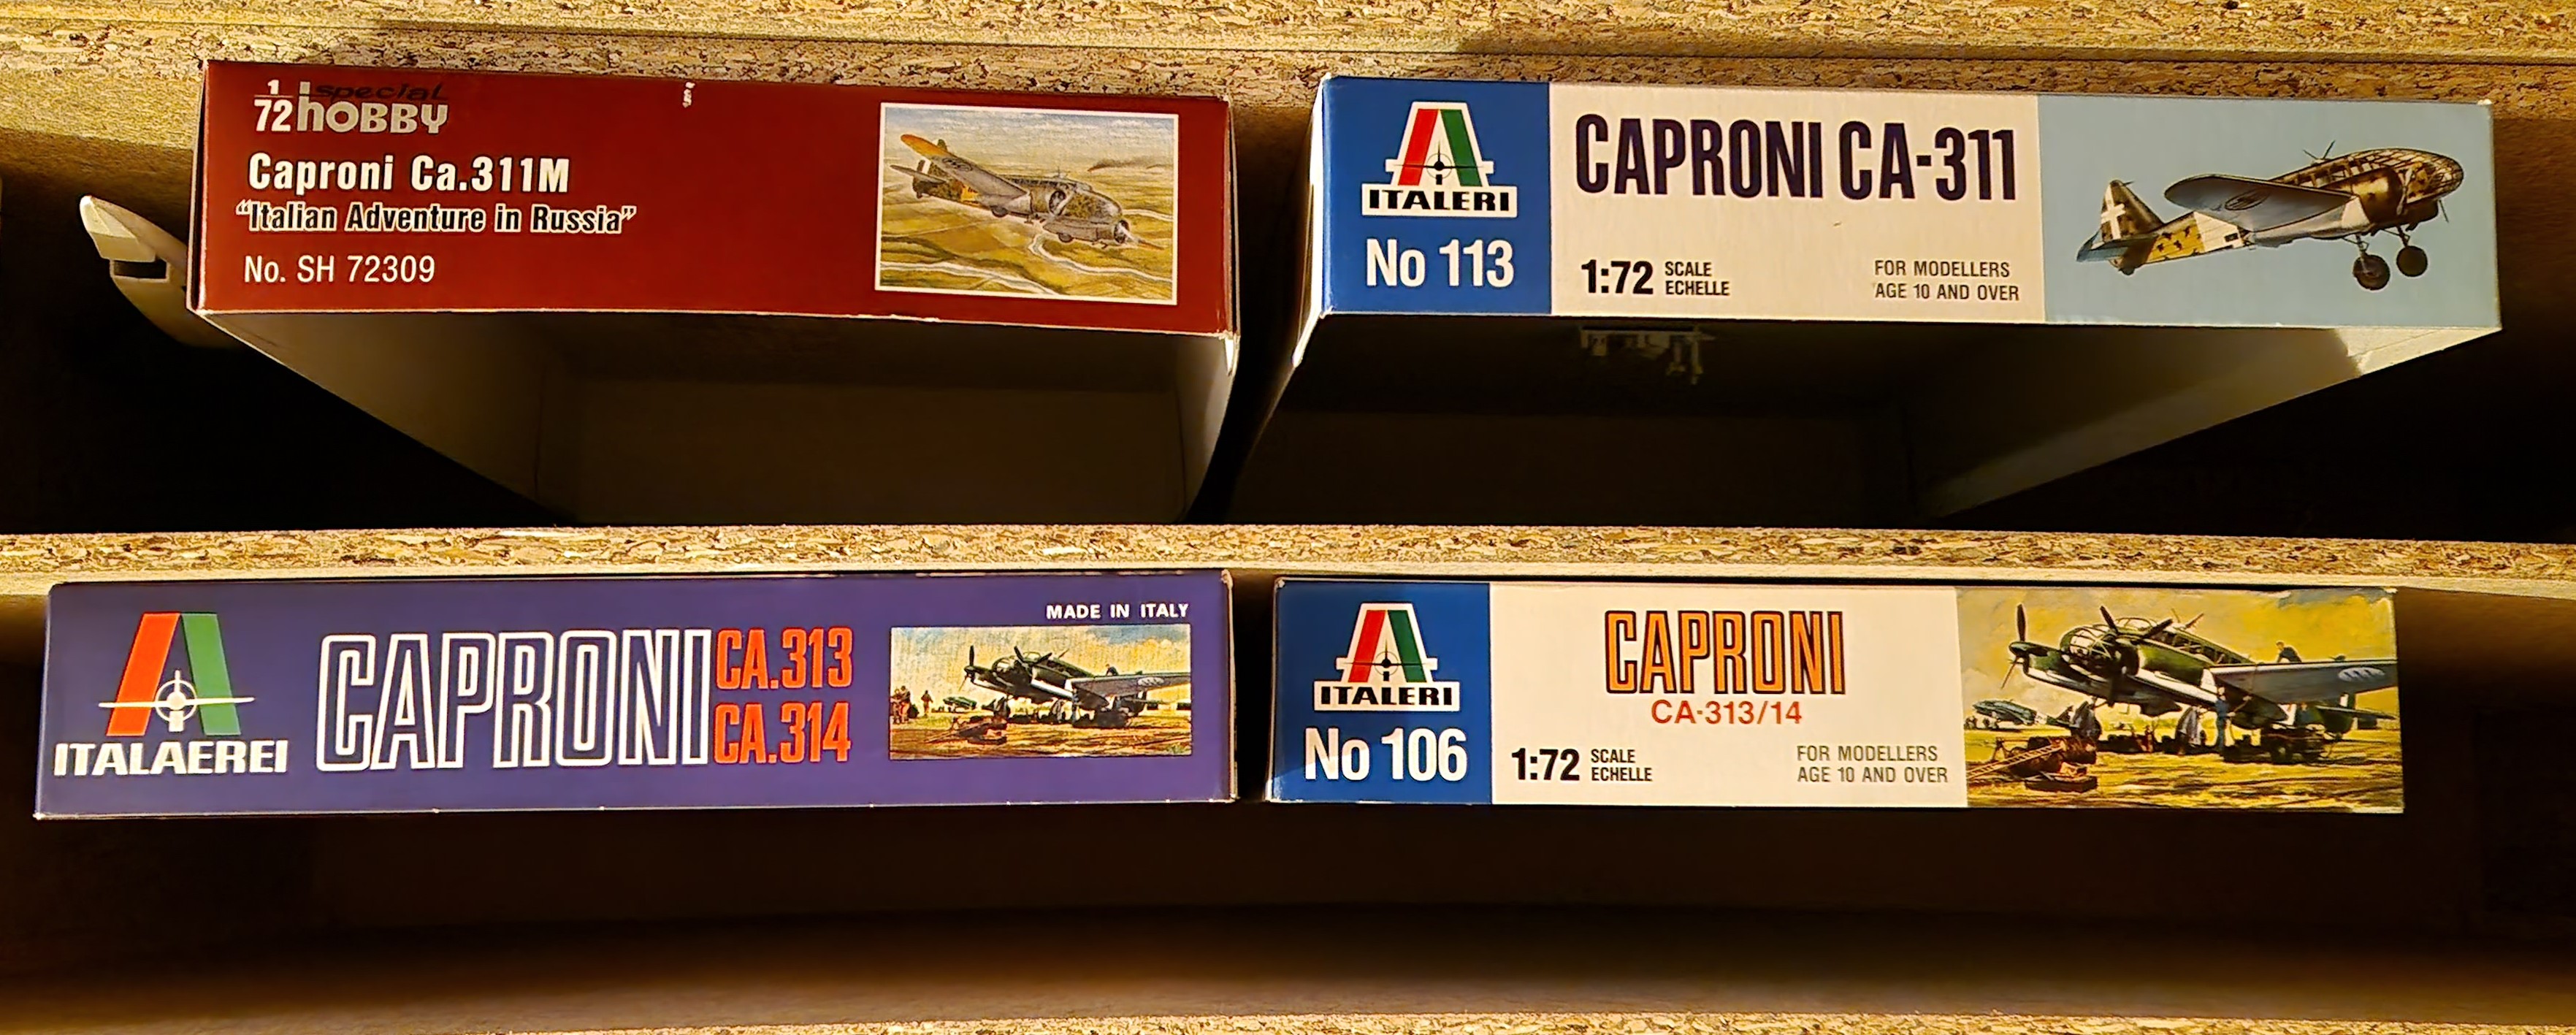 1/72 special hOBBY
Caproni Ca.311M
"Italian Adventure in Russia"
No. SH 72309
ITALERI
No 113
CAPRONI CA-311
1:72 SCALE ECHELLE
FOR MODELLERS
AGE 10 AND OVER
ITALAEREI
CAPRONI CA.313 CA.314
MADE IN ITALY
ITALERI
No 106
CAPRONI
CA-313/14
1:72 SCALE ECHELLE
FOR MODELLERS
AGE 10 AND OVER